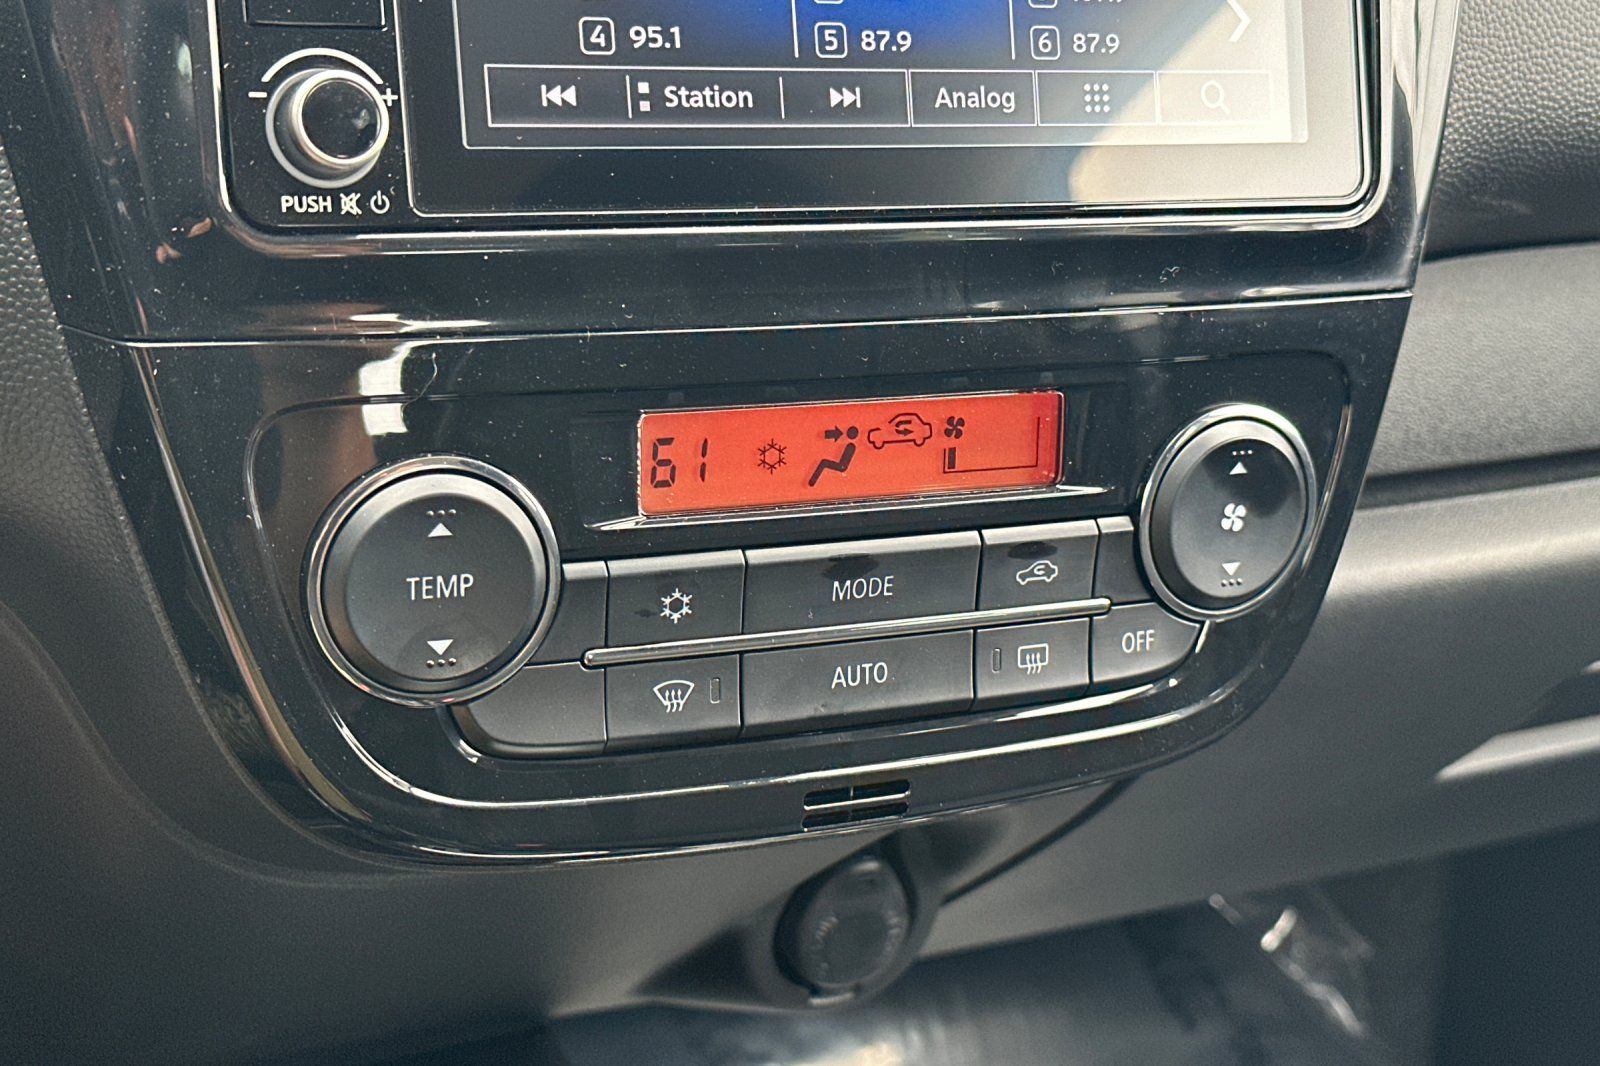 4 95.1
5 87.9
6 87.9
Station
Analog
PUSH
61
TEMP
MODE
AUTO
OFF